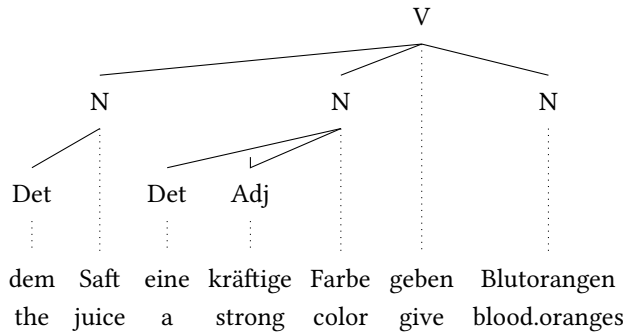 V
N N N
Det Det Adj
dem Saft eine kräftige Farbe geben Blutorangen
the juice a strong color give blood.oranges